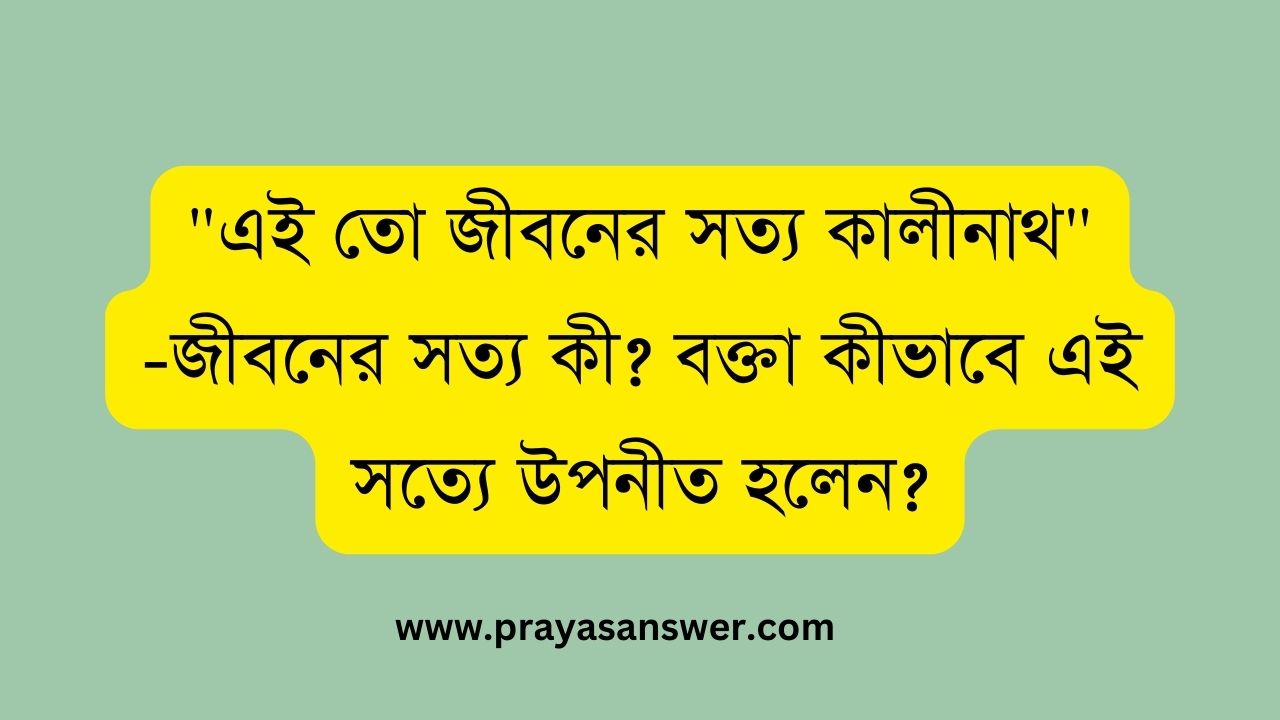 "এই তো জীবনের সত্য কালীনাথ"
-জীবনের সত্য কী? বক্তা কীভাবে এই
সত্যে উপনীত হলেন?
www.prayasanswer.com